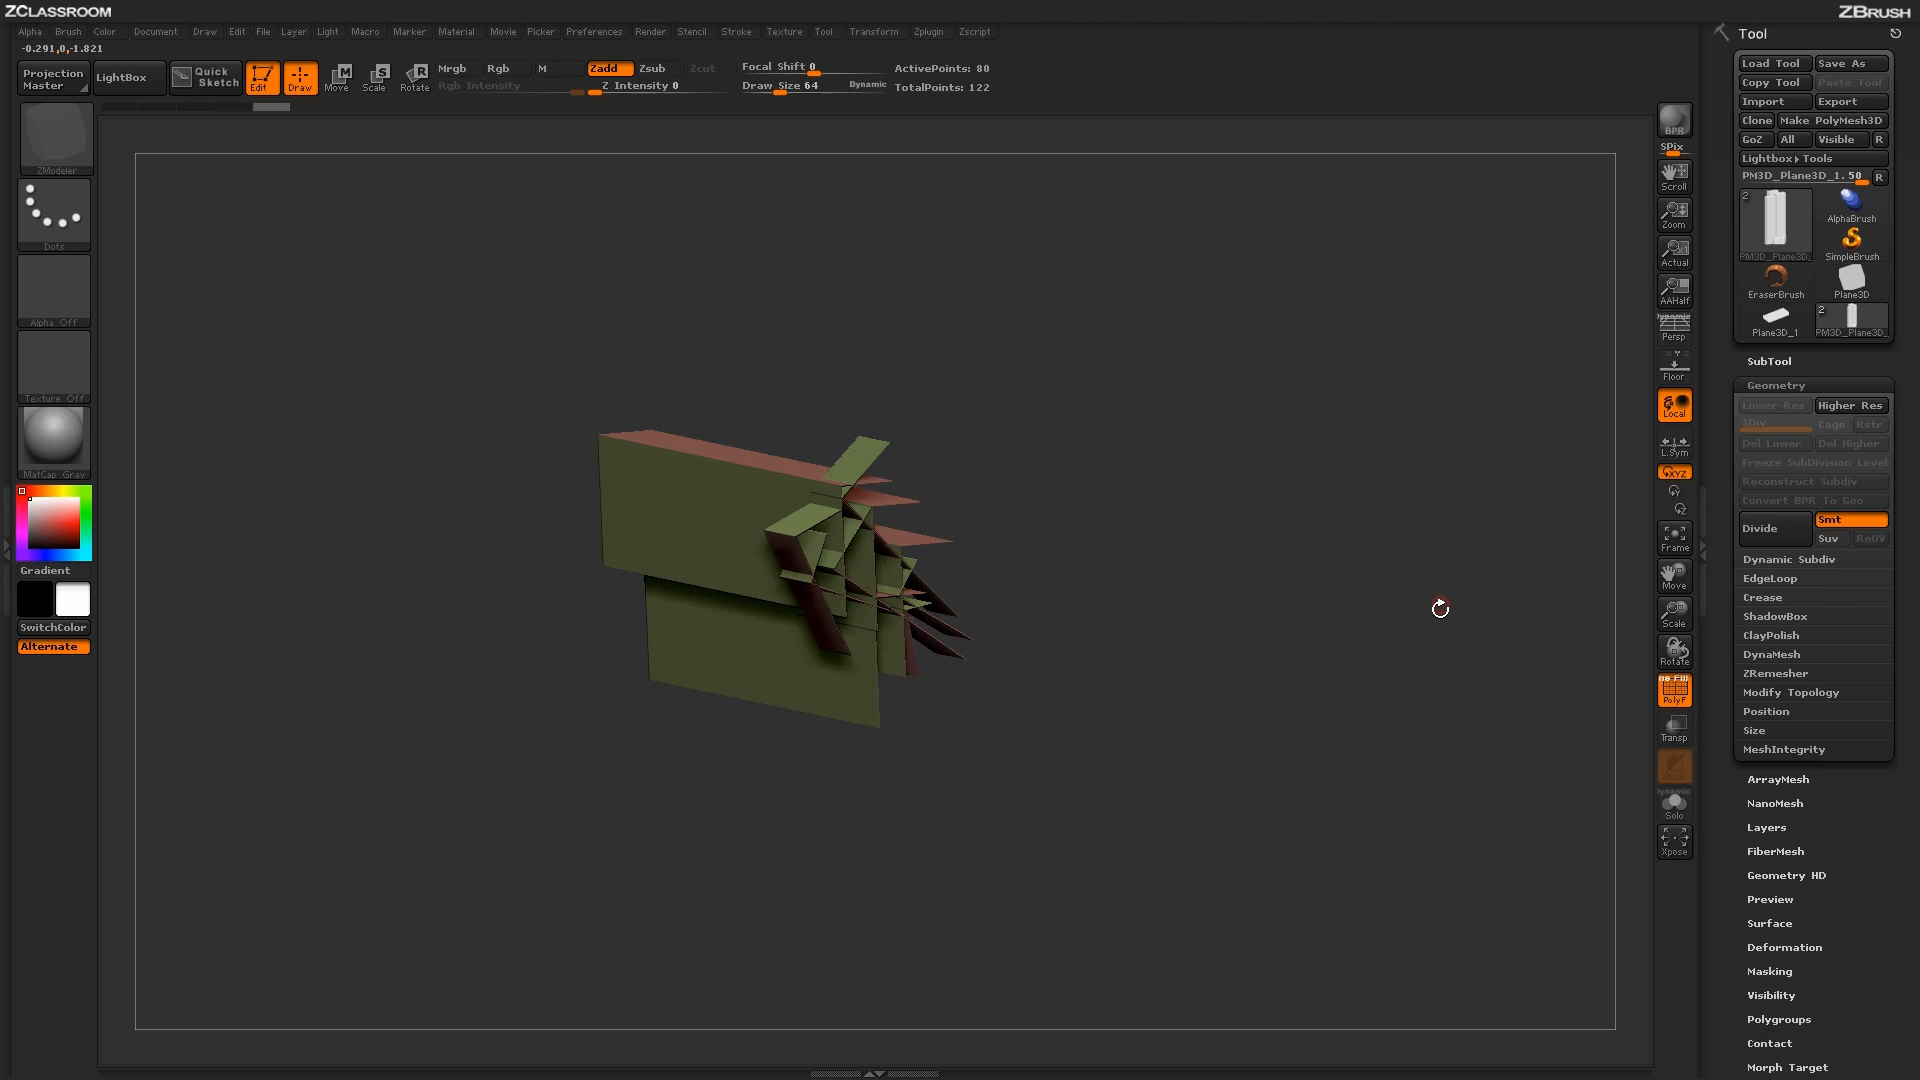 ZCLASSROOM
ZBRUSH
Alpha Brush Color Document Draw Edit File Layer Light Macro Marker Material Movie Picker Preferences Render Stencil Stroke Texture Tool Transform Zplugin Zscript
-0.291,0,-1.821
Projection Master
LightBox
Quick Sketch
Edit
Draw
Move
Scale
Rotate
Mrgb Rgb M Zadd Zsub Zcut
Rgb Intensity
Z Intensity 0
Focal Shift 0
Draw Size 64
Dynamic
ActivePoints: 80
TotalPoints: 122
ZModeler
Dots
Alpha Off
Texture Off
MatCap Gray
Gradient
SwitchColor
Alternate
BPR
SPix
Scroll
Zoom
Actual
AAHalf
Persp
Floor
Local
L.Sym
XYZ
Frame
Move
Scale
Rotate
PolyF
Transp
Solo
Xpose
Tool
Load Tool Save As
Copy Tool Paste Tool
Import Export
Clone Make PolyMesh3D
GoZ All Visible R
Lightbox▸Tools
PM3D_Plane3D_1. 50 R
2
PM3D_Plane3D_
AlphaBrush
SimpleBrush
EraserBrush
Plane3D
Plane3D_1
2
PM3D_Plane3D_
SubTool
Geometry
Lower Res Higher Res
SDiv Cage Rstr
Del Lower Del Higher
Freeze SubDivision Level
Reconstruct Subdiv
Convert BPR To Geo
Divide Smt
Suv ReUV
Dynamic Subdiv
EdgeLoop
Crease
ShadowBox
ClayPolish
DynaMesh
ZRemesher
Modify Topology
Position
Size
MeshIntegrity
ArrayMesh
NanoMesh
Layers
FiberMesh
Geometry HD
Preview
Surface
Deformation
Masking
Visibility
Polygroups
Contact
Morph Target